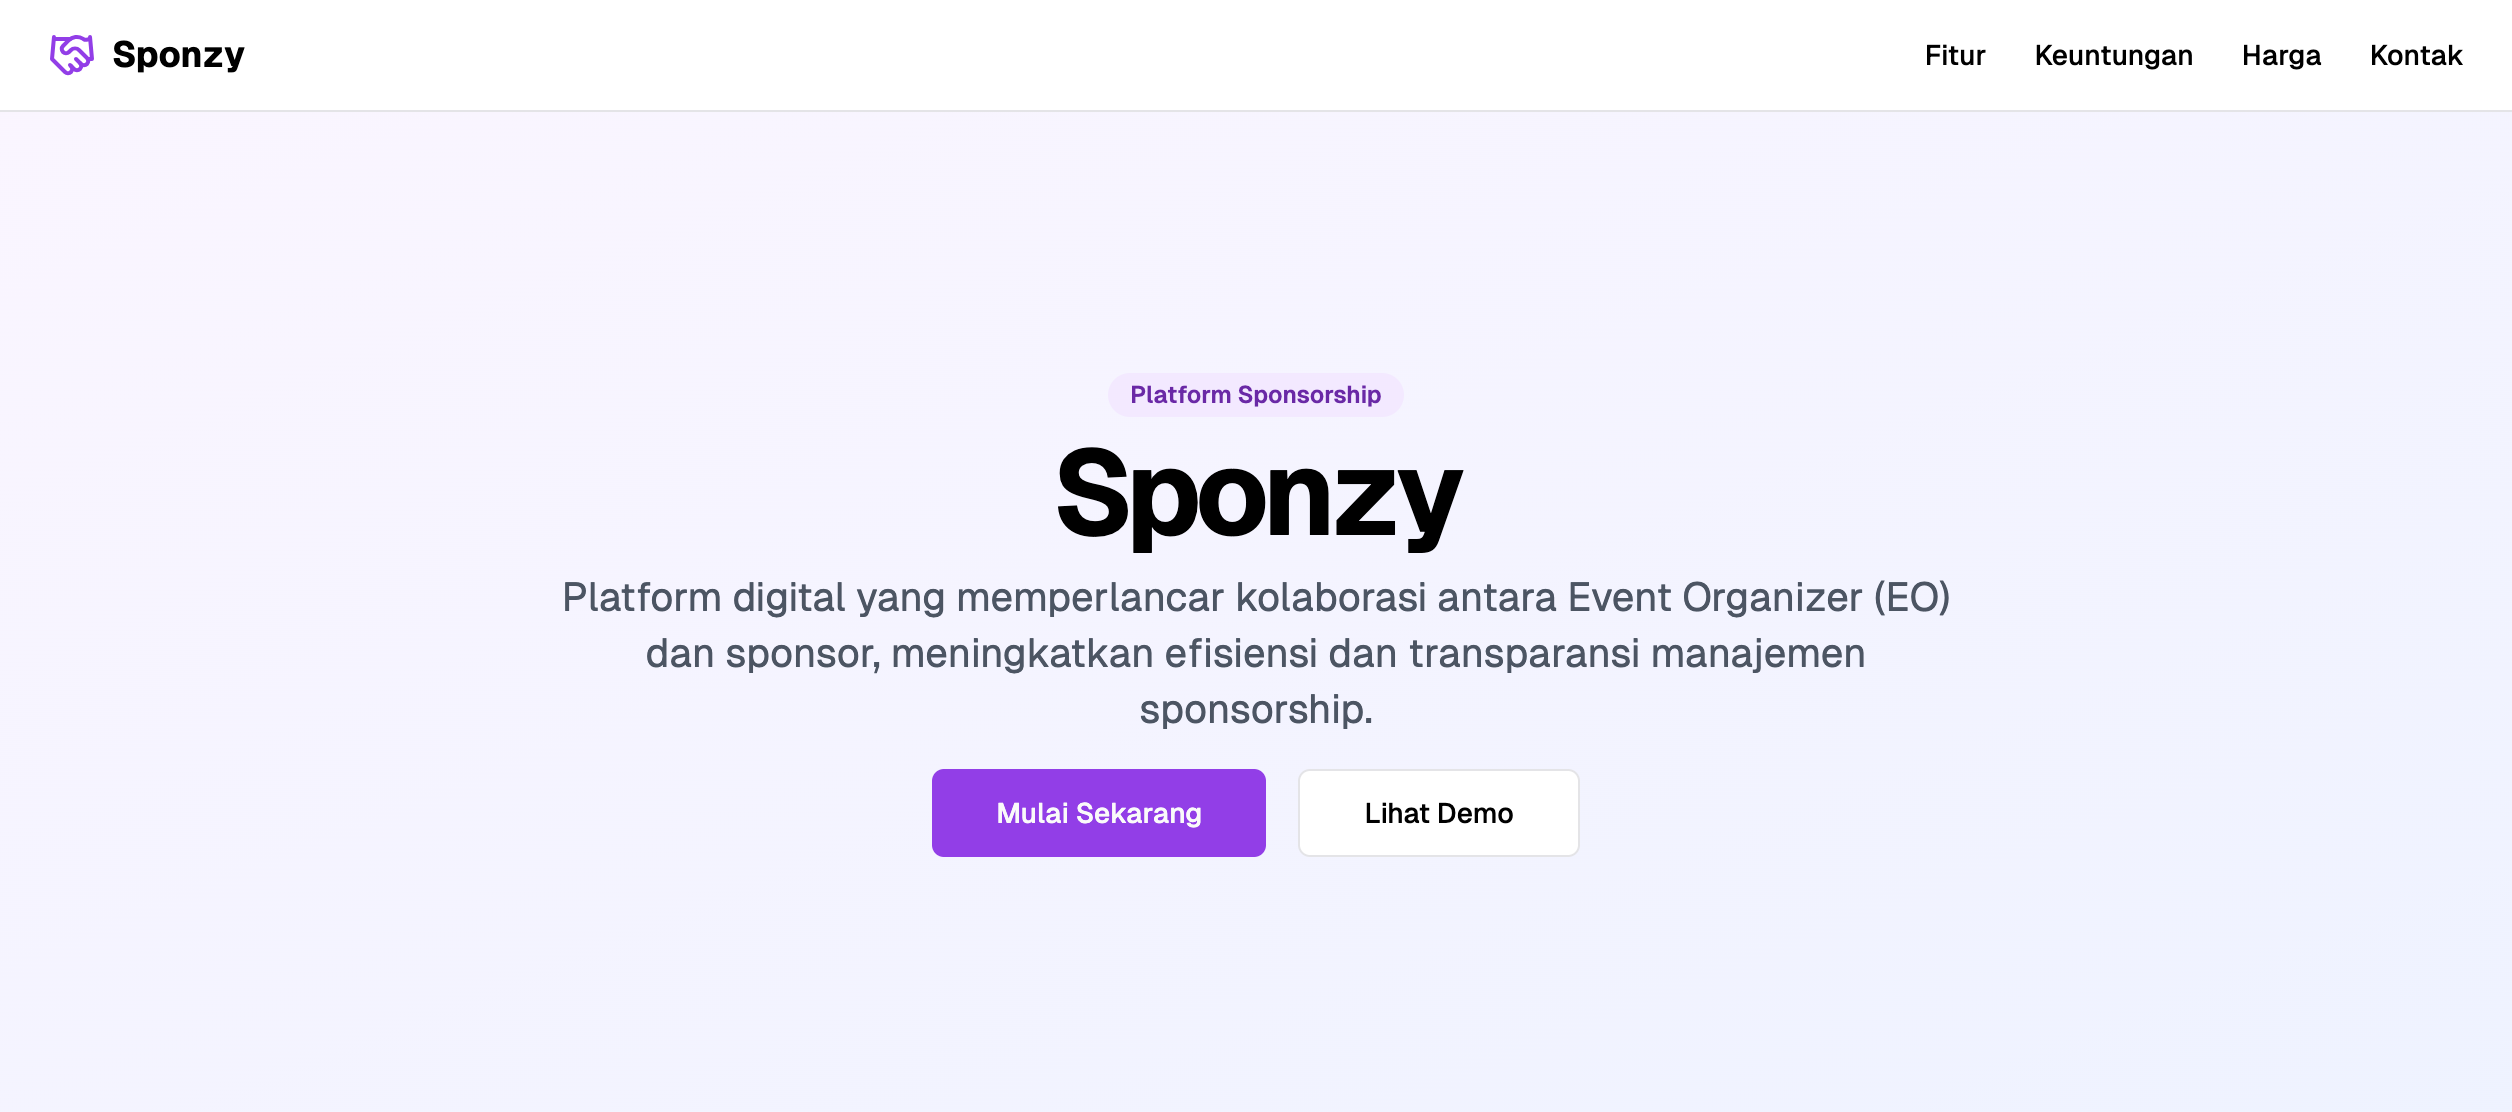 Sponzy
Fitur
Keuntungan
Harga
Kontak
Platform Sponsorship
Sponzy
Platform digital yang memperlancar kolaborasi antara Event Organizer (EO)
dan sponsor, meningkatkan efisiensi dan transparansi manajemen
sponsorship.
Mulai Sekarang
Lihat Demo